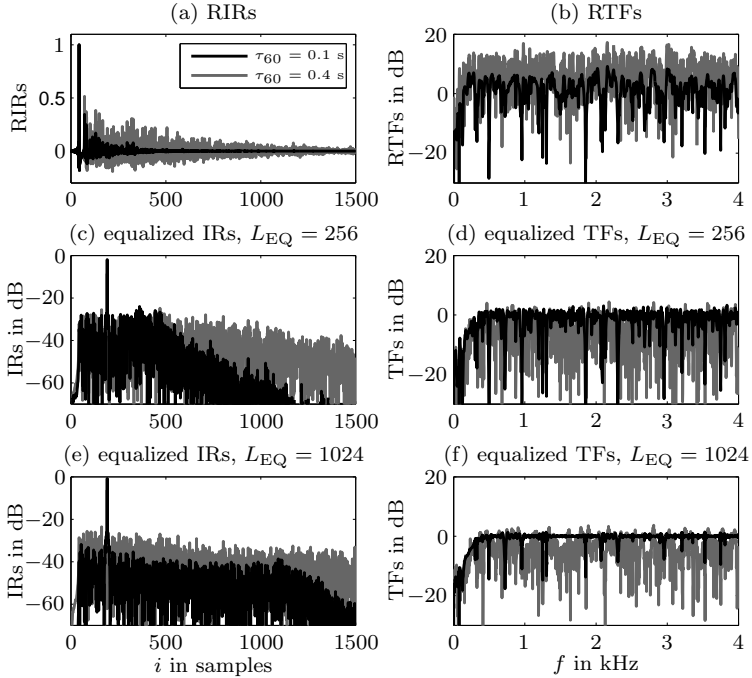 (a) RIRs
(b) RTFs
RIRs
1
0.5
0
τ60 = 0.1 s
τ60 = 0.4 s
0 500 1000 1500
RTFs in dB
20
0
−20
0 1 2 3 4
(c) equalized IRs, LEQ = 256
(d) equalized TFs, LEQ = 256
IRs in dB
0
−20
−40
−60
0 500 1000 1500
TFs in dB
20
0
−20
0 1 2 3 4
(e) equalized IRs, LEQ = 1024
(f) equalized TFs, LEQ = 1024
IRs in dB
0
−20
−40
−60
0 500 1000 1500
i in samples
TFs in dB
20
0
−20
0 1 2 3 4
f in kHz